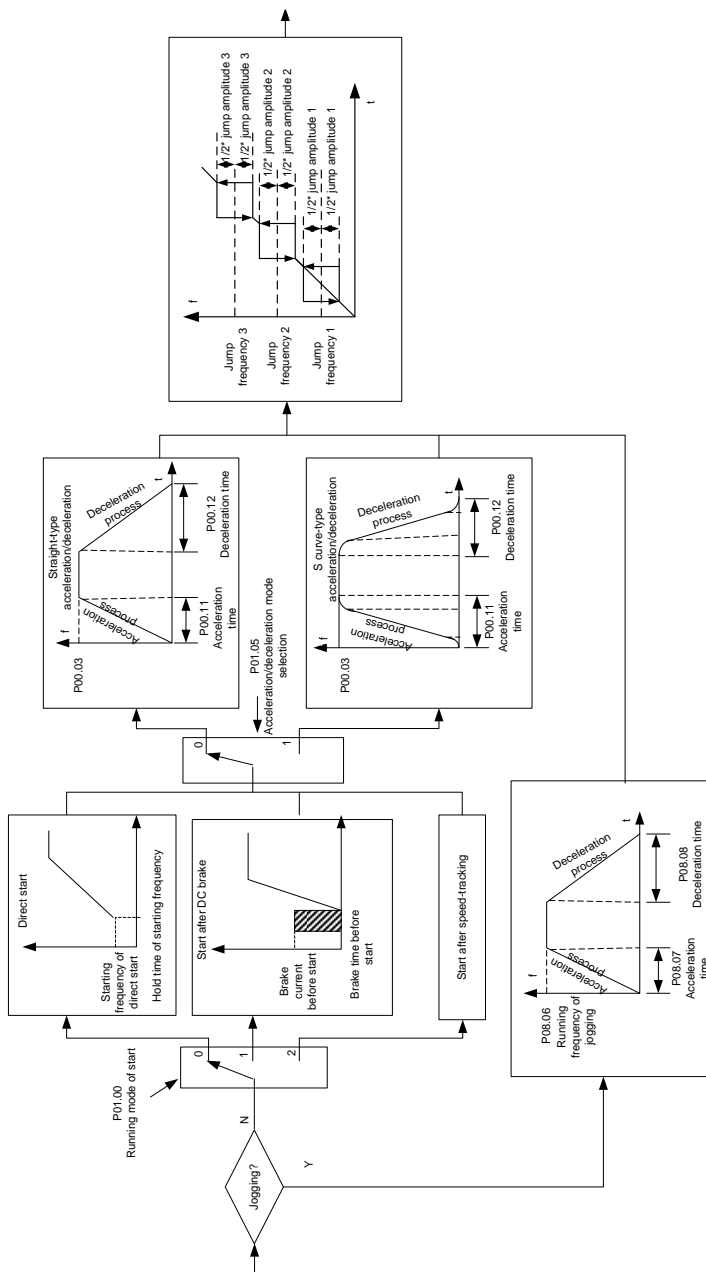 Jogging?
N
Y
P01.00
Running mode of start
0
1
2
Direct start
Starting
frequency of
direct start
Hold time of starting frequency
Start after DC brake
Brake
current
before start
Brake time before
start
Start after speed-tracking
P08.06
Running
frequency of
jogging
f
Acceleration
process
Deceleration
process
t
P08.07
Acceleration
time
P08.08
Deceleration time
0
1
P01.05
Acceleration/deceleration mode
selection
Straight-type
acceleration/deceleration
f
P00.03
Acceleration
process
Deceleration
process
t
P00.11
Acceleration
time
P00.12
Deceleration time
S curve-type
acceleration/deceleration
f
P00.03
Acceleration
process
Deceleration
process
t
P00.11
Acceleration
time
P00.12
Deceleration time
f
Jump
frequency 3
Jump
frequency 2
Jump
frequency 1
1/2* jump amplitude 3
1/2* jump amplitude 3
1/2* jump amplitude 2
1/2* jump amplitude 2
1/2* jump amplitude 1
1/2* jump amplitude 1
t